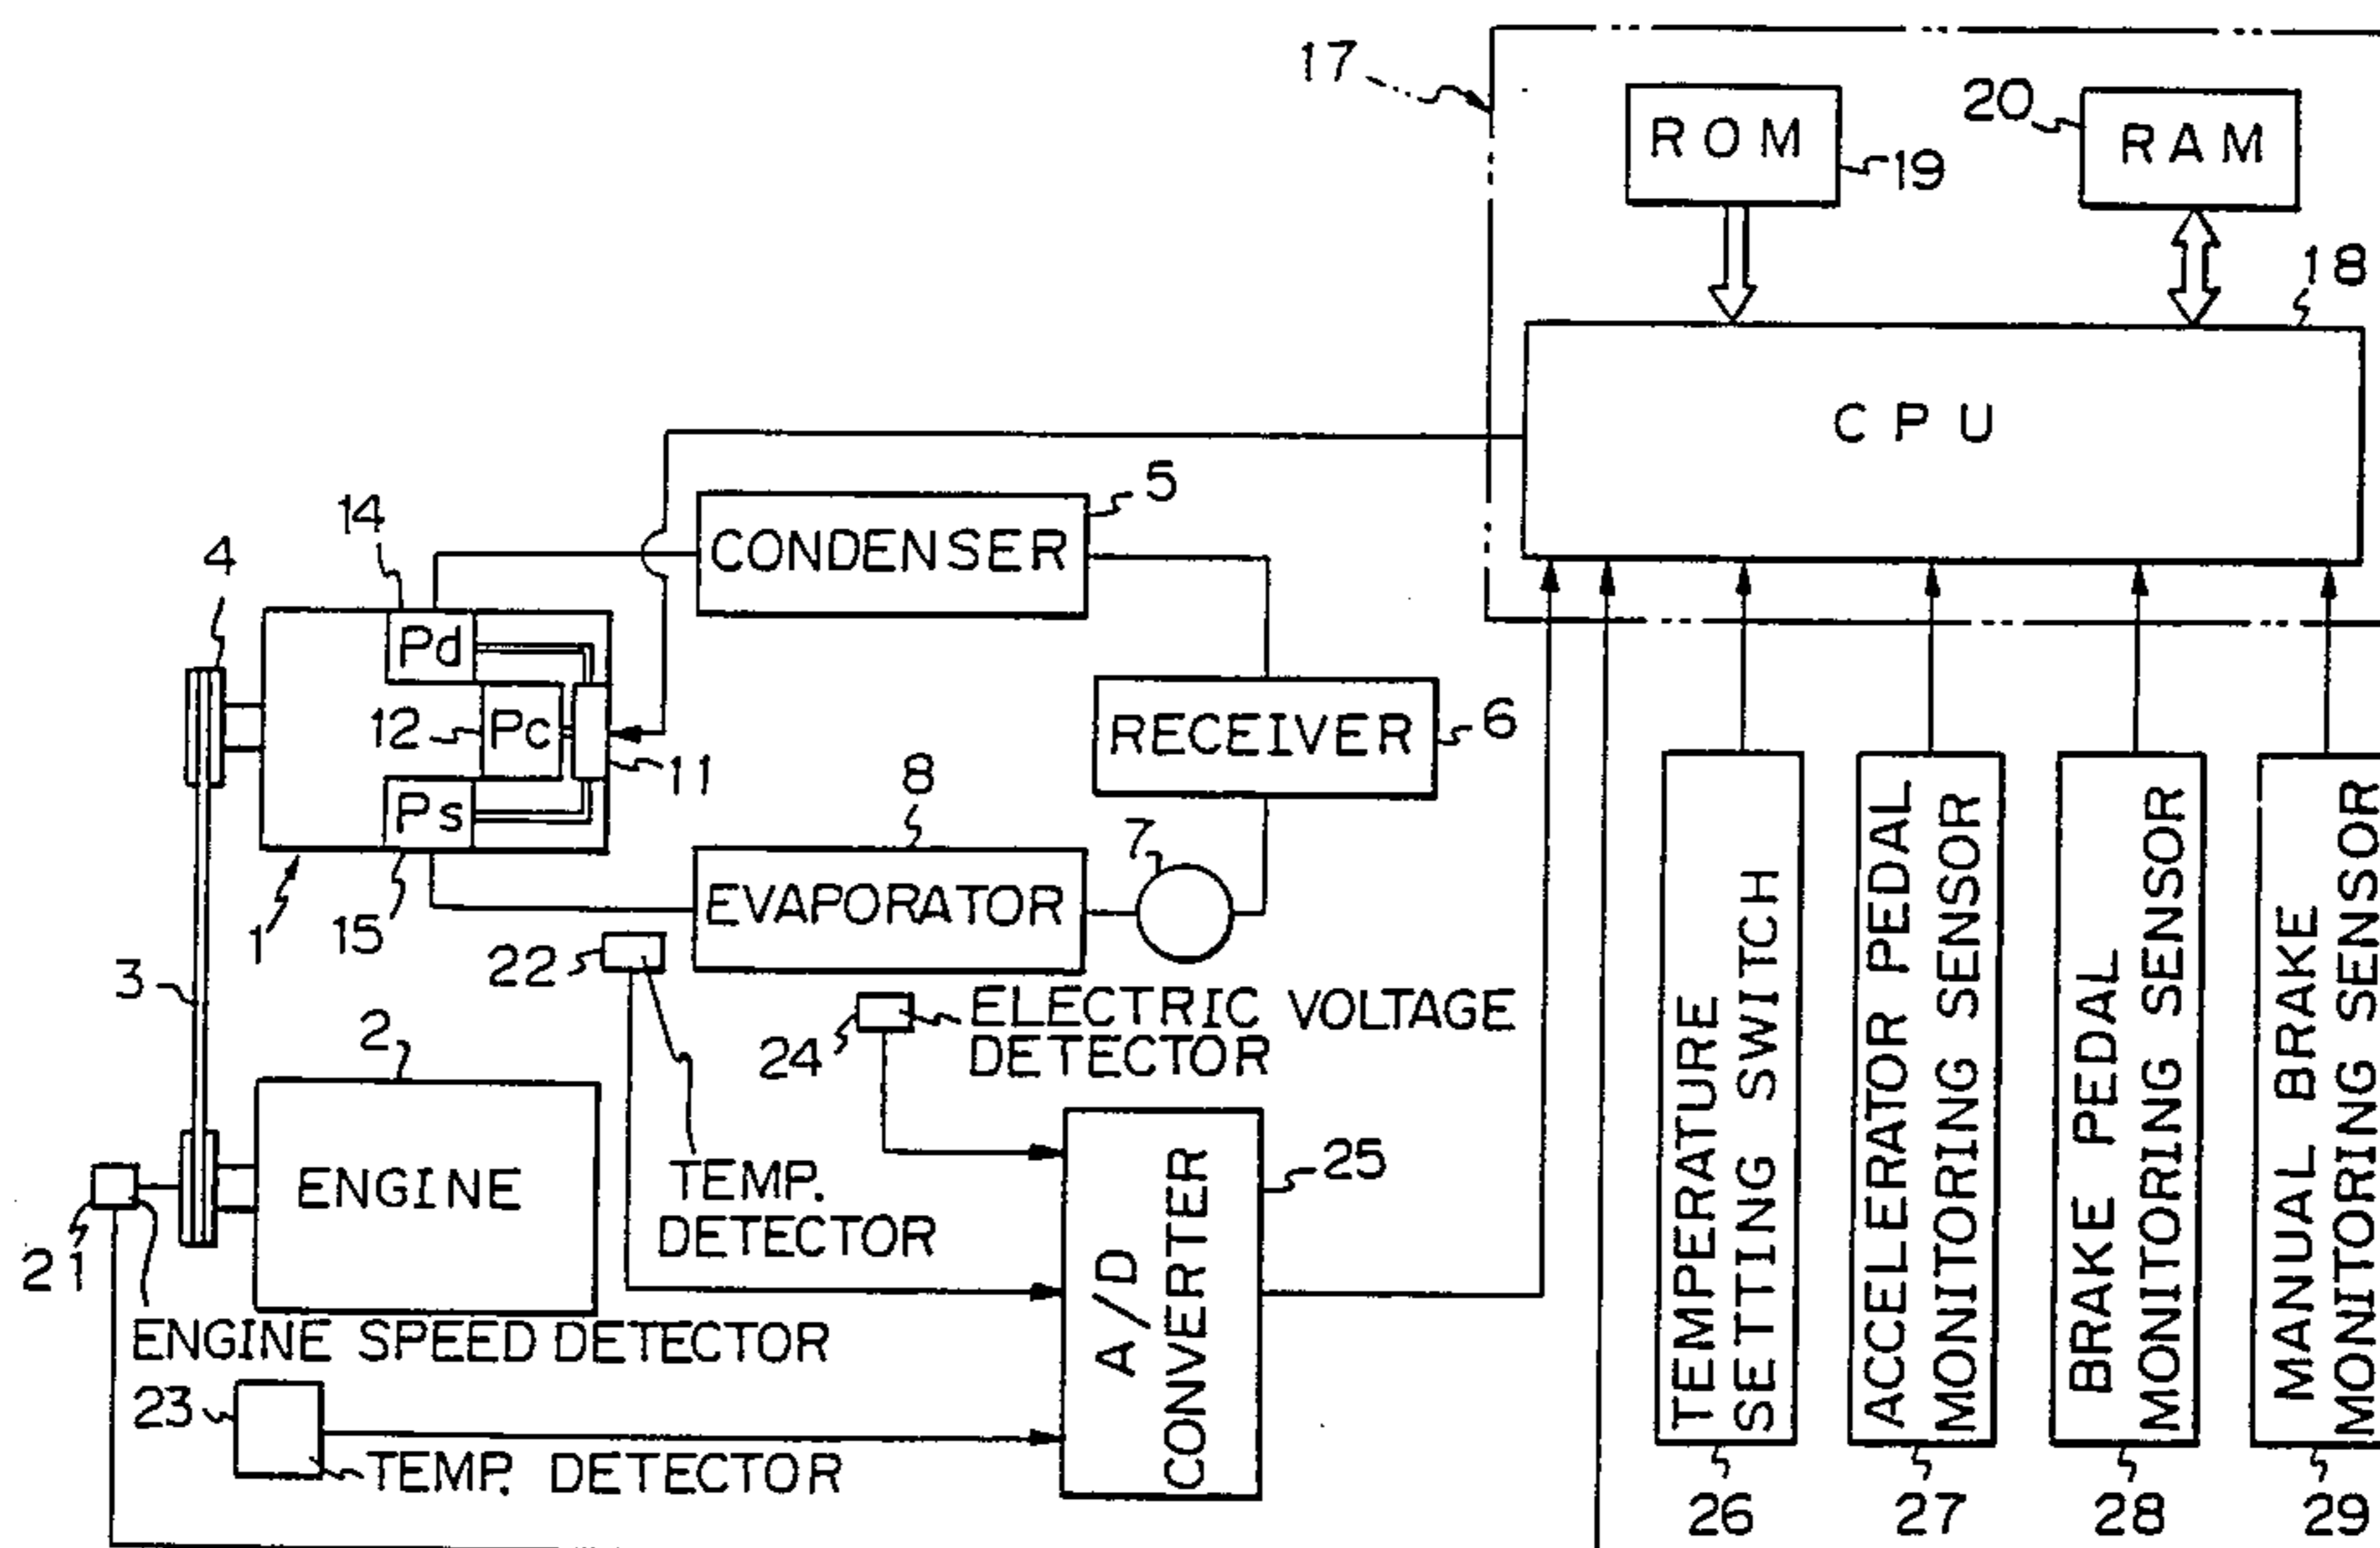 17
ROM
19
20
RAM
18
CPU
5
CONDENSER
14
4
Pd
12
Pc
11
Ps
RECEIVER
6
8
7
EVAPORATOR
1
15
22
3
24
ELECTRIC VOLTAGE
DETECTOR
2
ENGINE
21
TEMP.
DETECTOR
25
A/D
CONVERTER
ENGINE SPEED DETECTOR
23
TEMP. DETECTOR
TEMPERATURE
SETTING SWITCH
26
ACCELERATOR PEDAL
MONITORING SENSOR
27
BRAKE PEDAL
MONITORING SENSOR
28
MANUAL BRAKE
MONITORING SENSOR
29